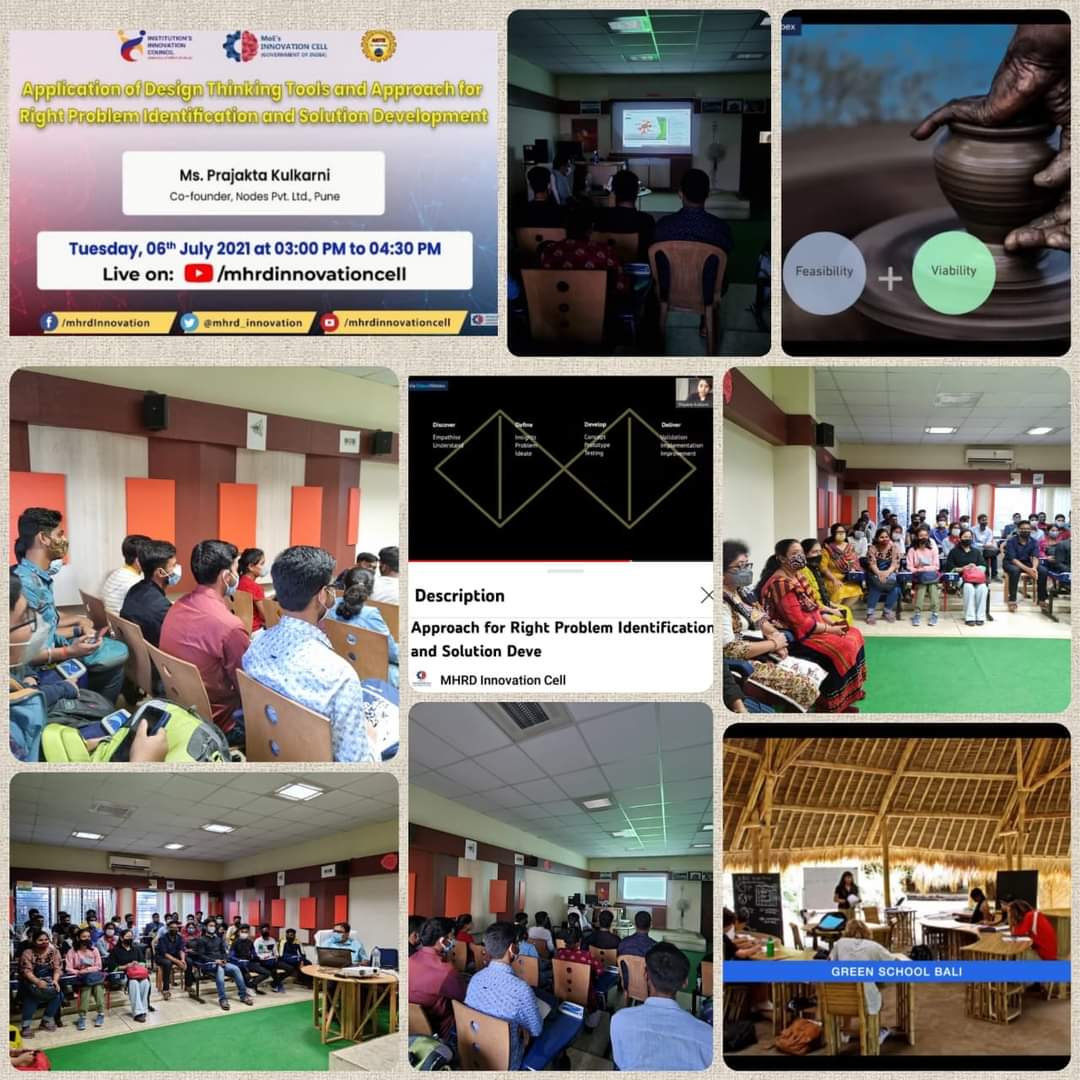 INSTITUTION'S
INNOVATION
COUNCIL
MoE's
INNOVATION CELL
(GOVERNMENT OF INDIA)
Application of Design Thinking Tools and Approach for
Right Problem Identification and Solution Development
Ms. Prajakta Kulkarni
Co-founder, Nodes Pvt. Ltd., Pune
Tuesday, 06th July 2021 at 03:00 PM to 04:30 PM
Live on: /mhrdinnovationcell
/mhrdInnovation
@mhrd_innovation
/mhrdinnovationcell
Feasibility + Viability
Discover
Empathise
Understand
Define
Insights
Problem
Ideate
Develop
Concept
Prototype
Testing
Deliver
Validation
Implementation
Improvement
Description
Approach for Right Problem Identification
and Solution Deve
MHRD Innovation Cell
GREEN SCHOOL BALI